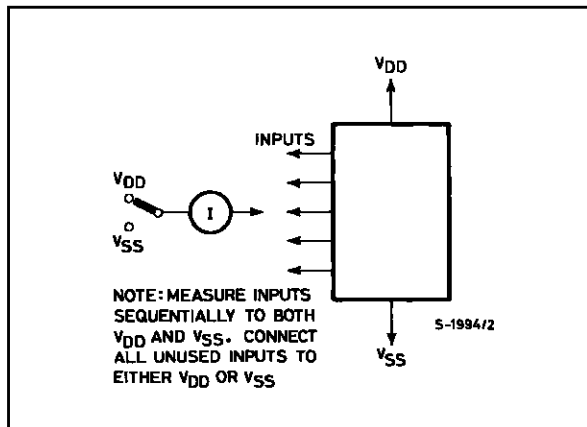 VDD
INPUTS
VDD
I
VSS
NOTE: MEASURE INPUTS
SEQUENTIALLY TO BOTH
VDD AND VSS. CONNECT
ALL UNUSED INPUTS TO
EITHER VDD OR VSS
S-1994/2
VSS